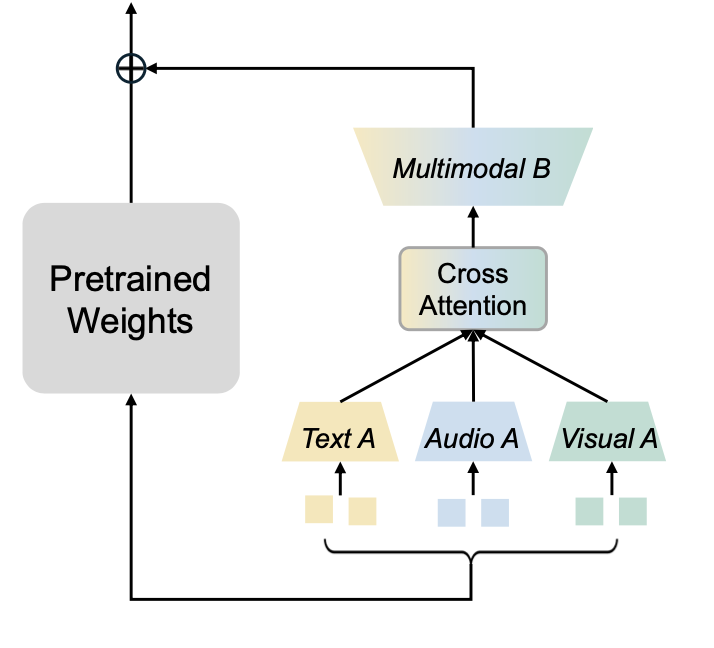 Multimodal B
Pretrained
Weights
Cross
Attention
Text A
Audio A
Visual A